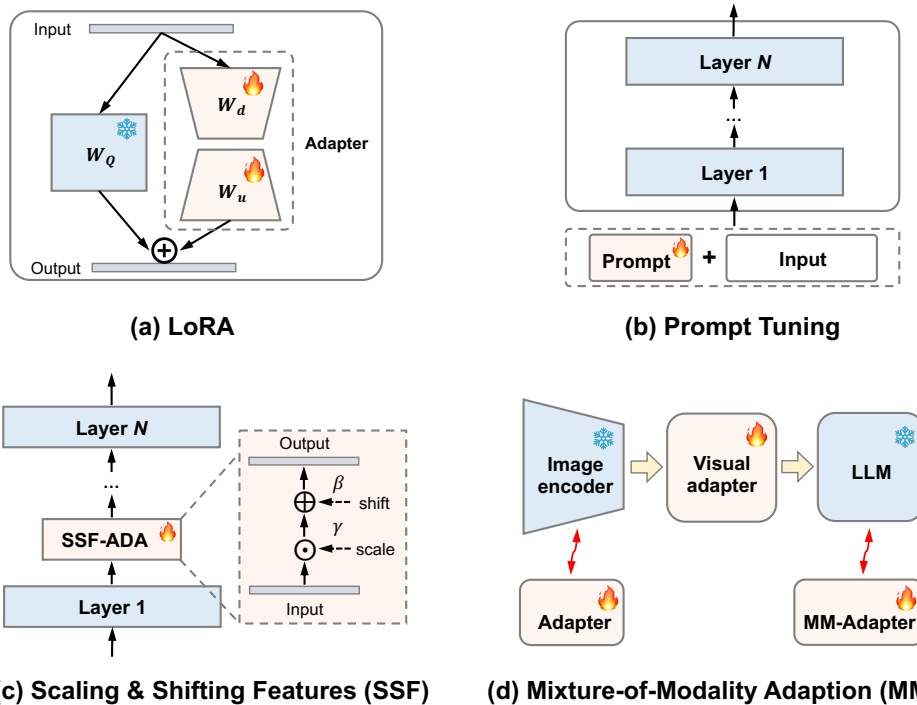 Input
W_d
W_Q
Adapter
W_u
Output
(a) LoRA
Layer N
...
Layer 1
Prompt + Input
(b) Prompt Tuning
Layer N
...
SSF-ADA
Layer 1
Output
β
shift
γ
scale
Input
(c) Scaling & Shifting Features (SSF)
Image
encoder
Visual
adapter
LLM
Adapter
MM-Adapter
(d) Mixture-of-Modality Adaption (MM